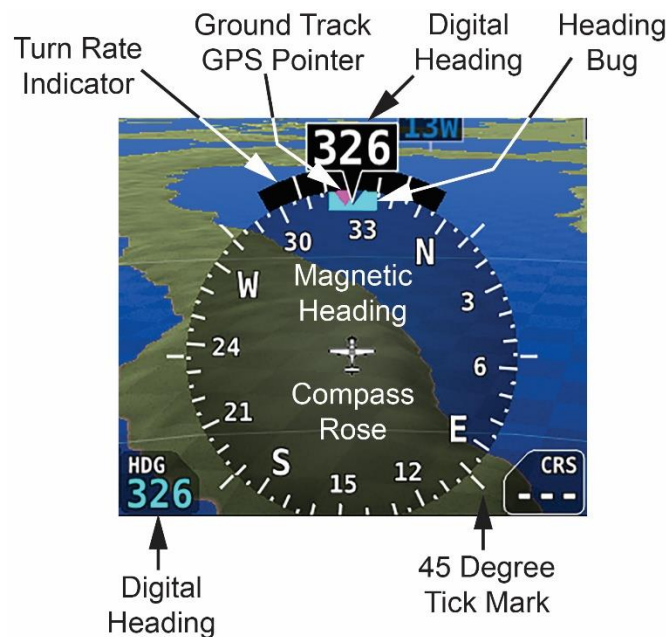 Turn Rate
Indicator
Ground Track
GPS Pointer
Digital
Heading
Heading
Bug
13W
326
33
30
N
W
3
Magnetic
Heading
24
6
Compass
Rose
21
E
S
12
15
HDG
326
CRS
---
Digital
Heading
45 Degree
Tick Mark